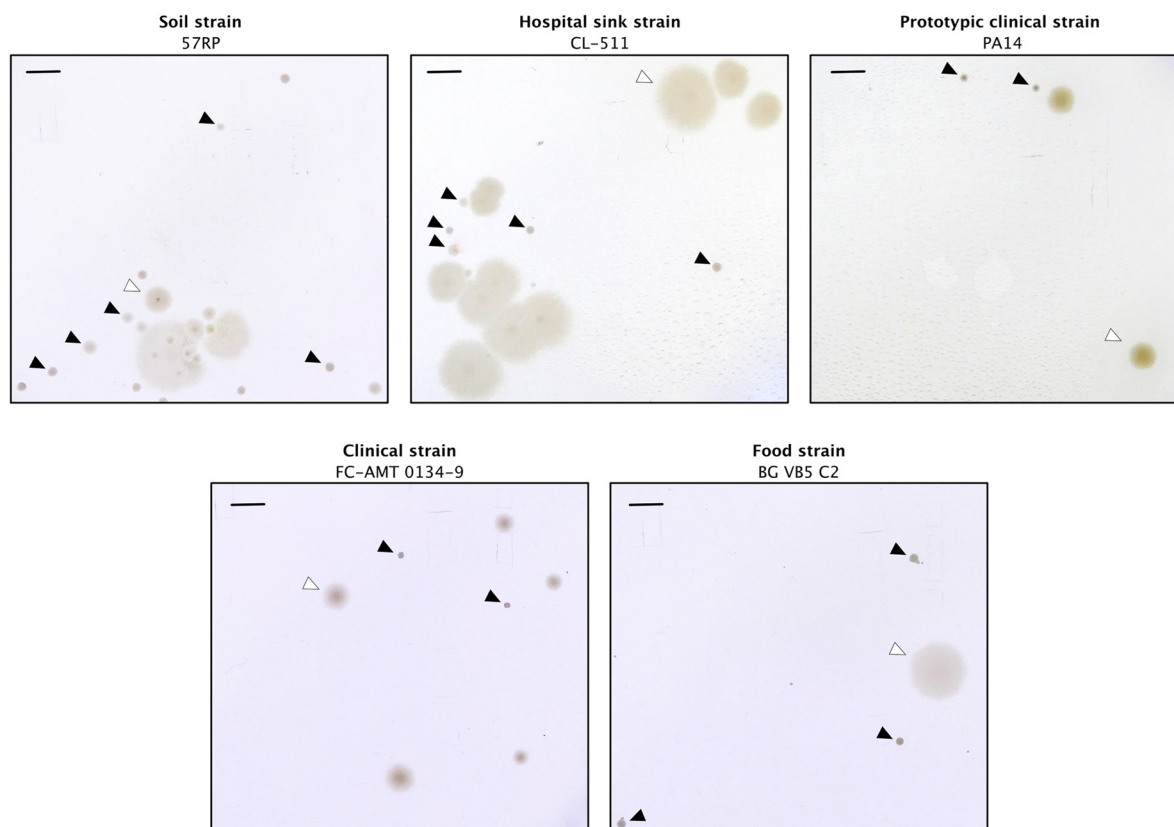 Soil strain
57RP
Hospital sink strain
CL-511
Prototypic clinical strain
PA14
Clinical strain
FC-AMT 0134-9
Food strain
BG VB5 C2